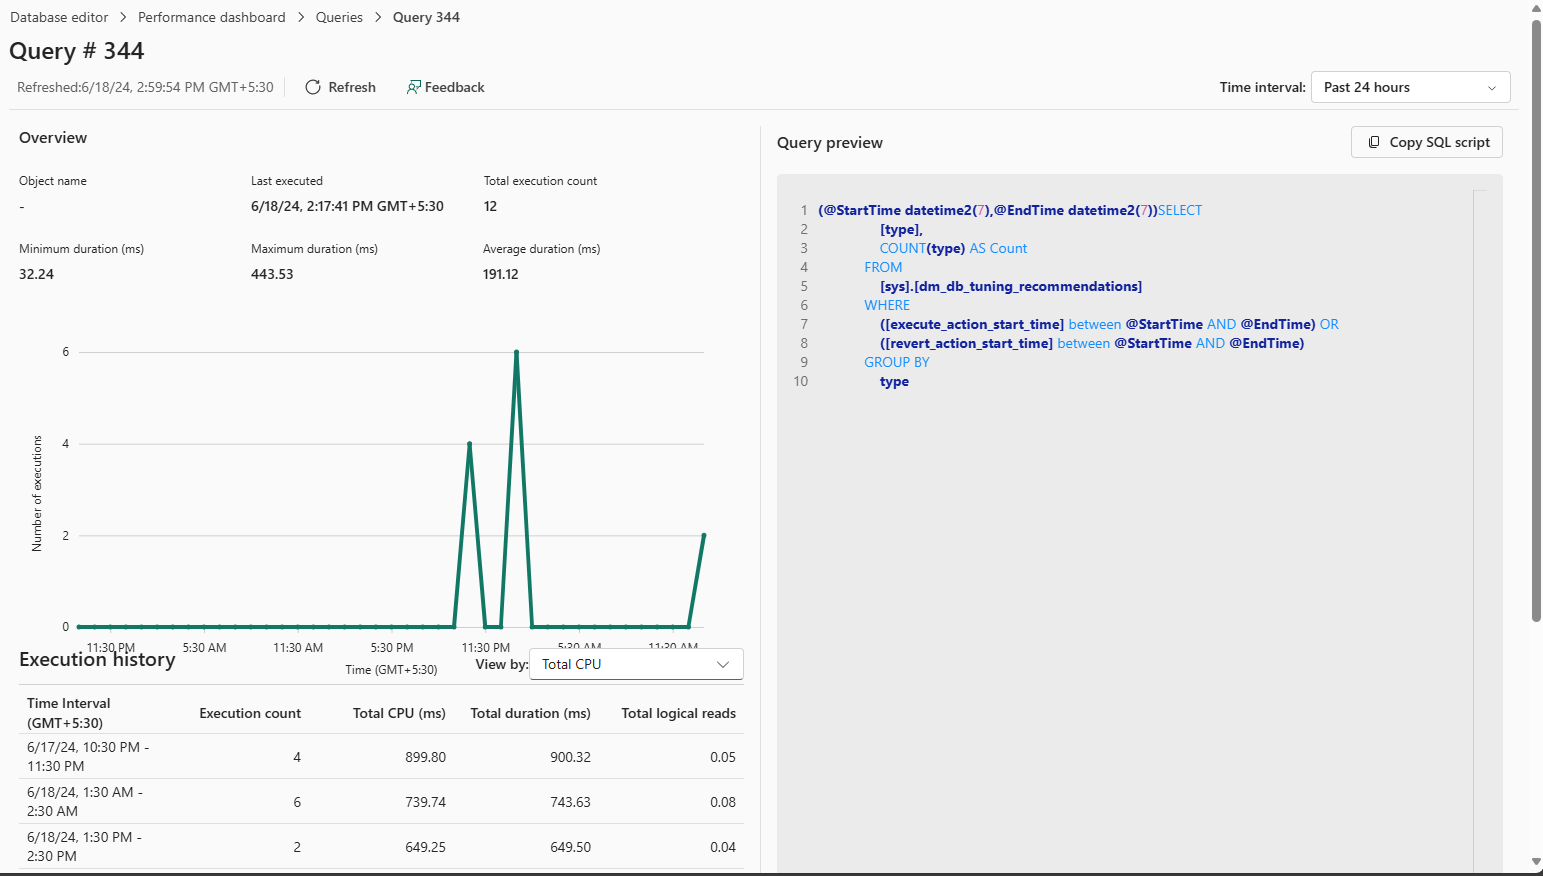 Database editor > Performance dashboard > Queries > Query 344
Query # 344
Refreshed:6/18/24, 2:59:54 PM GMT+5:30
Refresh
Feedback
Time interval:
Past 24 hours
Overview
Object name
-
Last executed
6/18/24, 2:17:41 PM GMT+5:30
Total execution count
12
Minimum duration (ms)
32.24
Maximum duration (ms)
443.53
Average duration (ms)
191.12
6
4
2
0
Number of executions
11:30 PM
5:30 AM
11:30 AM
5:30 PM
11:30 PM
5:30 AM
11:30 AM
Time (GMT+5:30)
Execution history
View by:
Total CPU
Time Interval
(GMT+5:30)
Execution count
Total CPU (ms)
Total duration (ms)
Total logical reads
6/17/24, 10:30 PM -
11:30 PM
4
899.80
900.32
0.05
6/18/24, 1:30 AM -
2:30 AM
6
739.74
743.63
0.08
6/18/24, 1:30 PM -
2:30 PM
2
649.25
649.50
0.04
Query preview
Copy SQL script
1 (@StartTime datetime2(7),@EndTime datetime2(7))SELECT
2 [type],
3 COUNT(type) AS Count
4 FROM
5 [sys].[dm_db_tuning_recommendations]
6 WHERE
7 ([execute_action_start_time] between @StartTime AND @EndTime) OR
8 ([revert_action_start_time] between @StartTime AND @EndTime)
9 GROUP BY
10 type